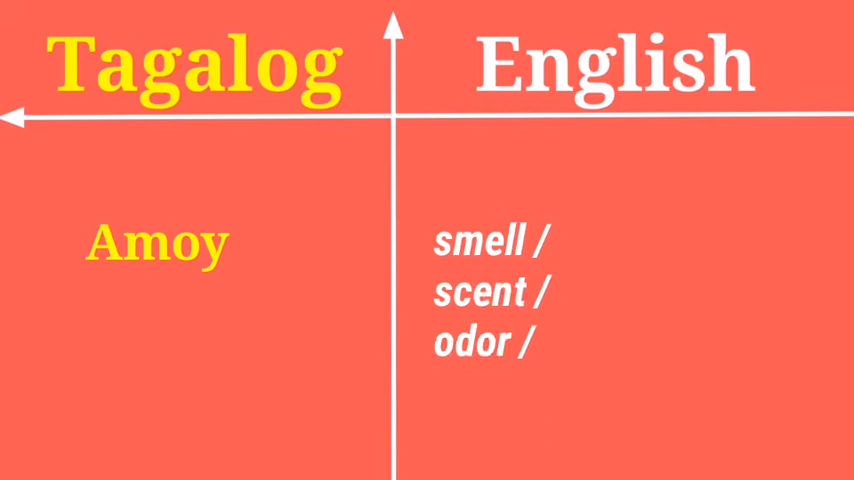 Tagalog
English
Amoy
smell /
scent /
odor /